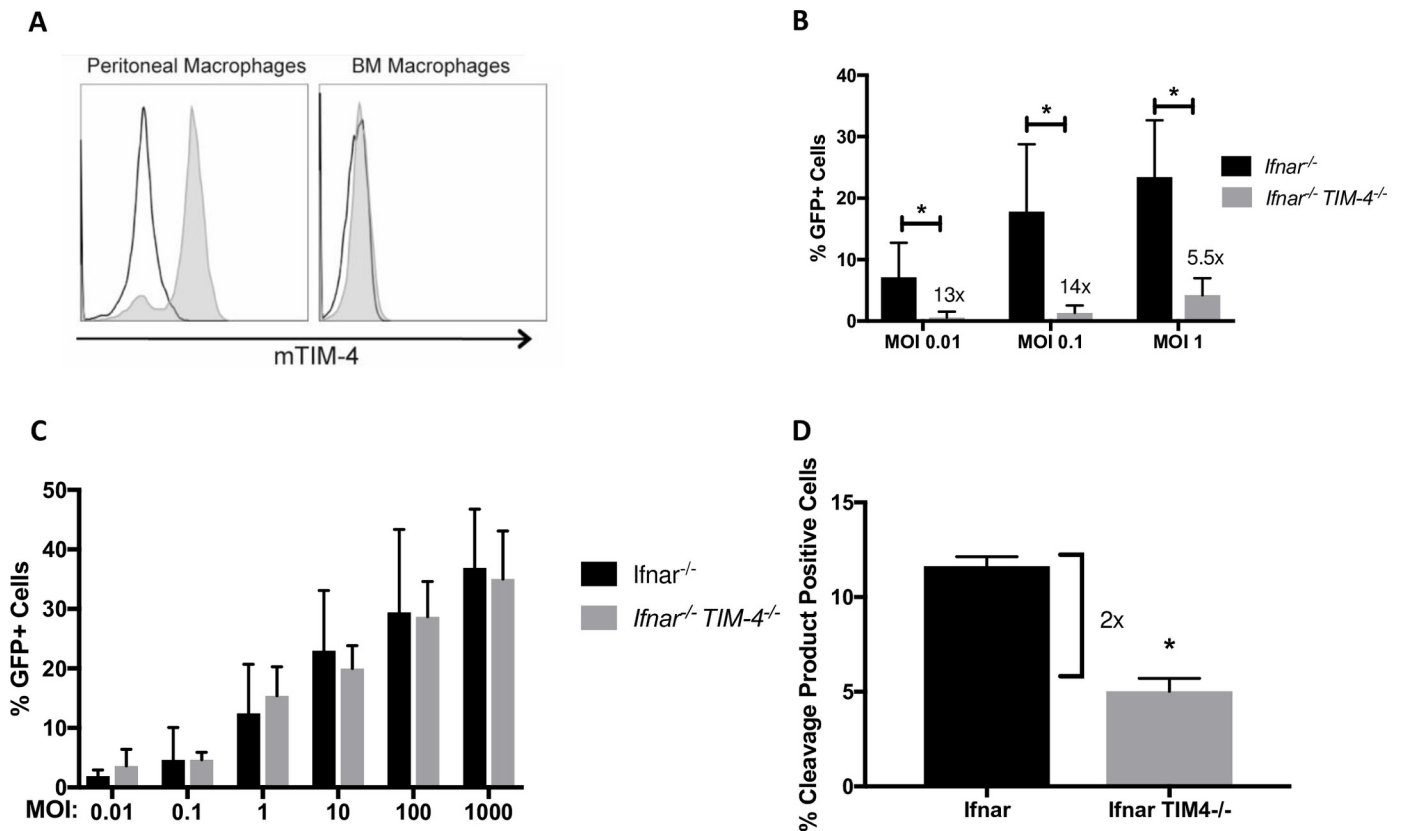 A
Peritoneal Macrophages
BM Macrophages
mTIM-4
B
% GFP+ Cells
40
30
20
10
0
*
*
*
13x
14x
5.5x
MOI 0.01
MOI 0.1
MOI 1
Ifnar-/-
Ifnar-/- TIM-4-/-
C
% GFP+ Cells
50
40
30
20
10
0
MOI: 0.01 0.1 1 10 100 1000
Ifnar-/-
Ifnar-/- TIM-4-/-
D
% Cleavage Product Positive Cells
15
10
5
0
2x
*
Ifnar
Ifnar TIM4-/-